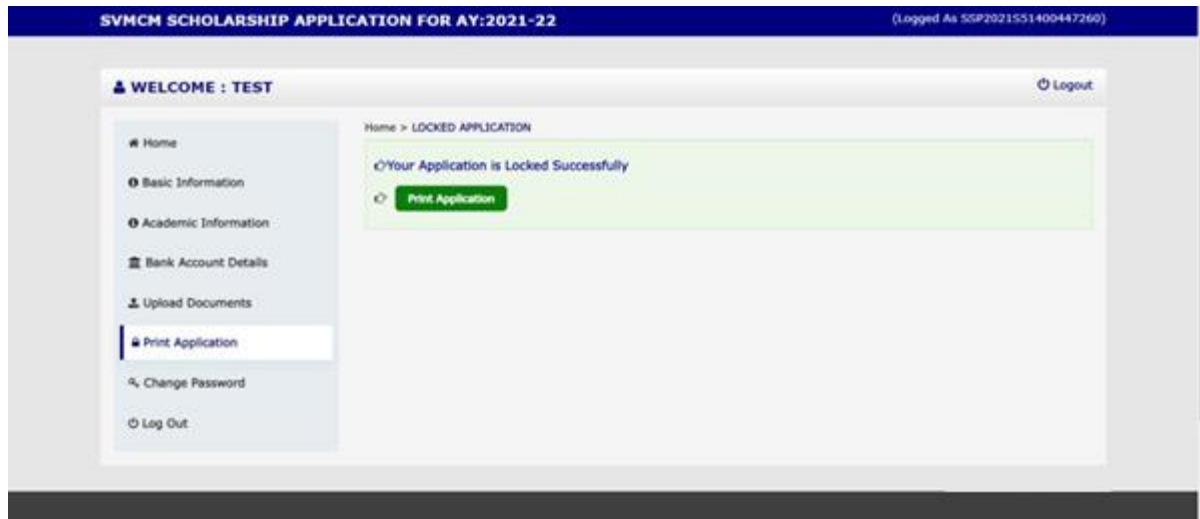 SVMCM SCHOLARSHIP APPLICATION FOR AY:2021-22
(Logged As SSP2021551400447260)
WELCOME : TEST
Logout
Home
Basic Information
Academic Information
Bank Account Details
Upload Documents
Print Application
Change Password
Log Out
Home > LOCKED APPLICATION
Your Application is Locked Successfully
Print Application